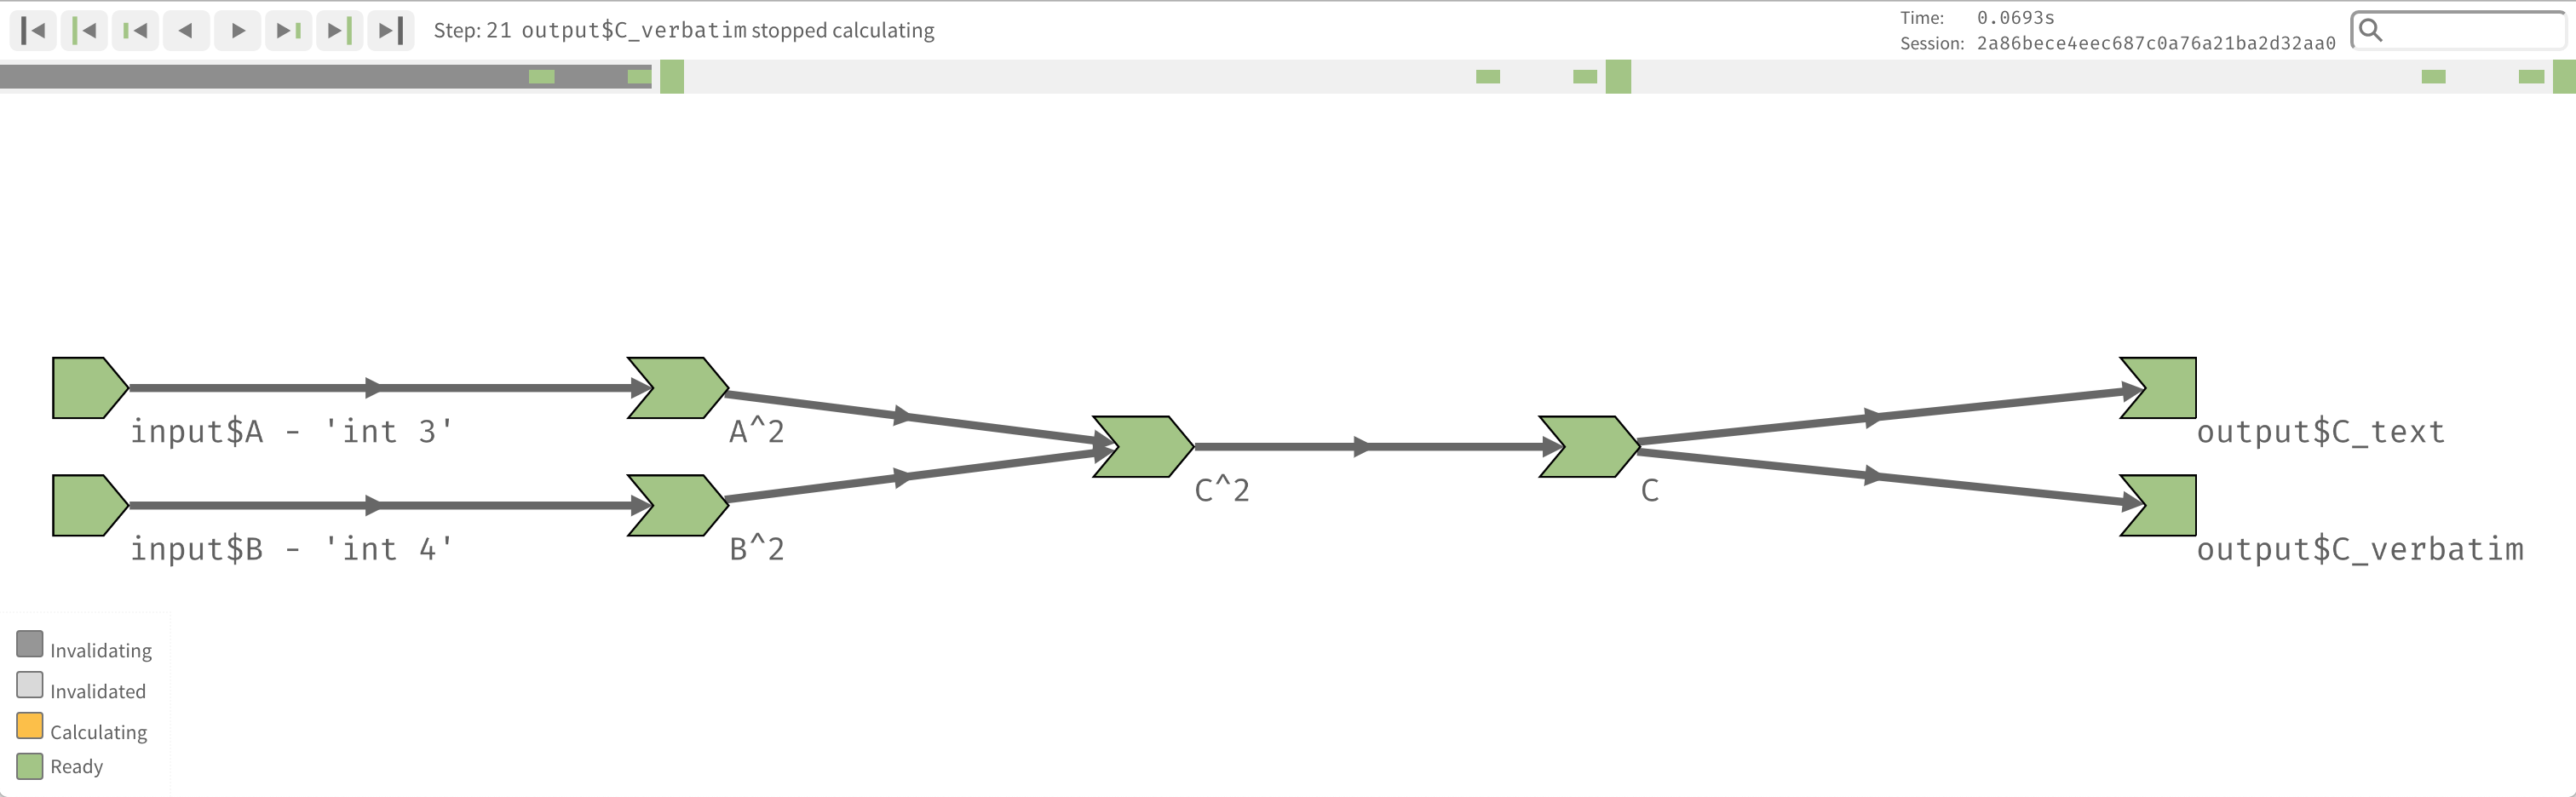 Step: 21 output$C_verbatim stopped calculating
Time: 0.0693s
Session: 2a86bece4eec687c0a76a21ba2d32aa0
input$A - 'int 3'
A^2
output$C_text
C^2
C
input$B - 'int 4'
B^2
output$C_verbatim
Invalidating
Invalidated
Calculating
Ready